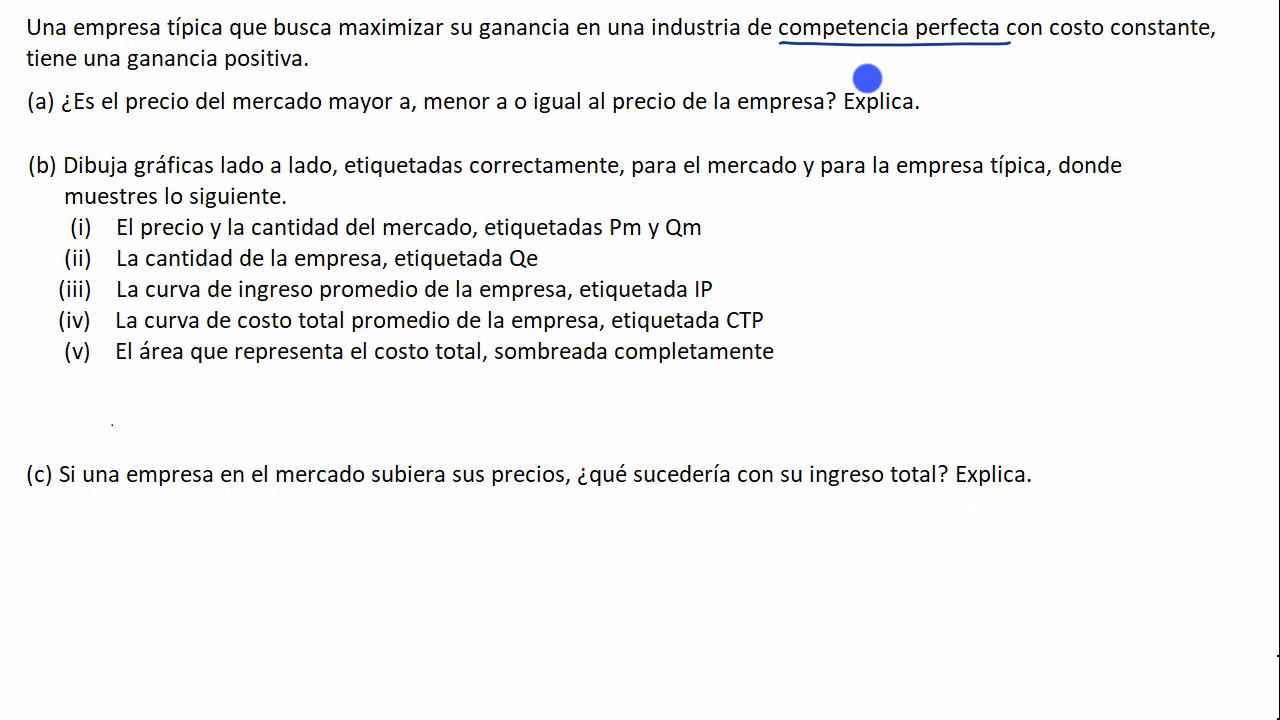 Una empresa típica que busca maximizar su ganancia en una industria de competencia perfecta con costo constante,
tiene una ganancia positiva.
(a) ¿Es el precio del mercado mayor a, menor a o igual al precio de la empresa? Explica.
(b) Dibuja gráficas lado a lado, etiquetadas correctamente, para el mercado y para la empresa típica, donde
muestres lo siguiente.
(i) El precio y la cantidad del mercado, etiquetadas Pm y Qm
(ii) La cantidad de la empresa, etiquetada Qe
(iii) La curva de ingreso promedio de la empresa, etiquetada IP
(iv) La curva de costo total promedio de la empresa, etiquetada CTP
(v) El área que representa el costo total, sombreada completamente
(c) Si una empresa en el mercado subiera sus precios, ¿qué sucedería con su ingreso total? Explica.